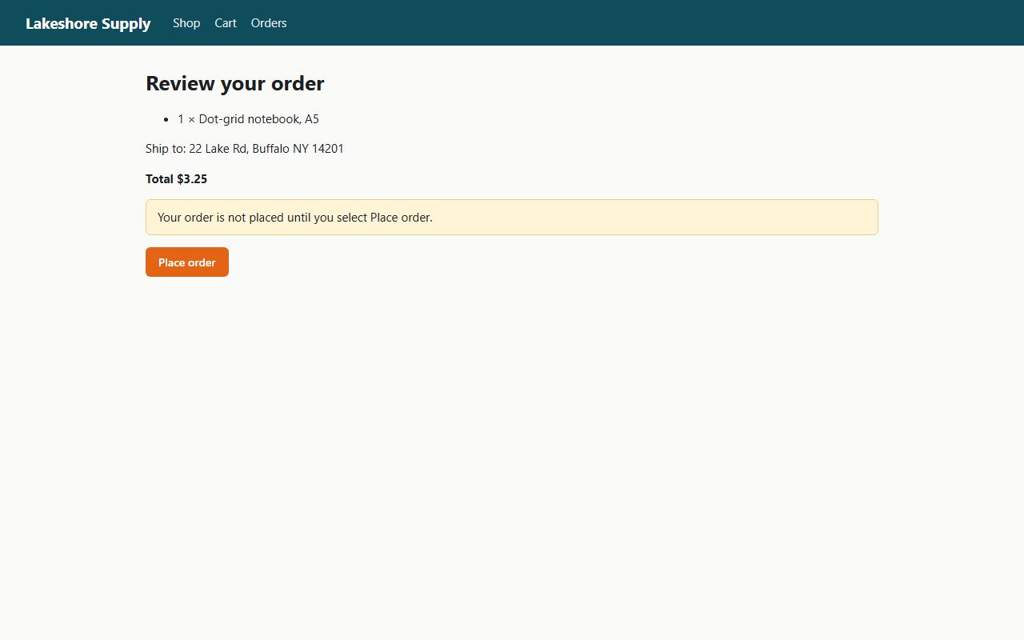 Lakeshore Supply Shop Cart Orders
Review your order
• 1 × Dot-grid notebook, A5
Ship to: 22 Lake Rd, Buffalo NY 14201
Total $3.25
Your order is not placed until you select Place order.
Place order